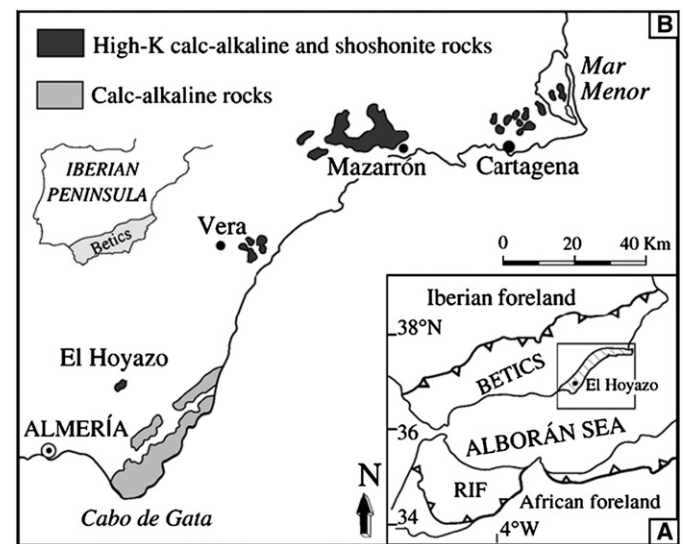 B
High-K calc-alkaline and shoshonite rocks
Calc-alkaline rocks
Mar
Menor
IBERIAN
PENINSULA
Betics
Mazarrón
Cartagena
Vera
0 20 40 Km
El Hoyazo
ALMERÍA
Cabo de Gata
N
Iberian foreland
38°N
BETICS
El Hoyazo
36
ALBORÁN SEA
RIF
African foreland
34
4°W
A